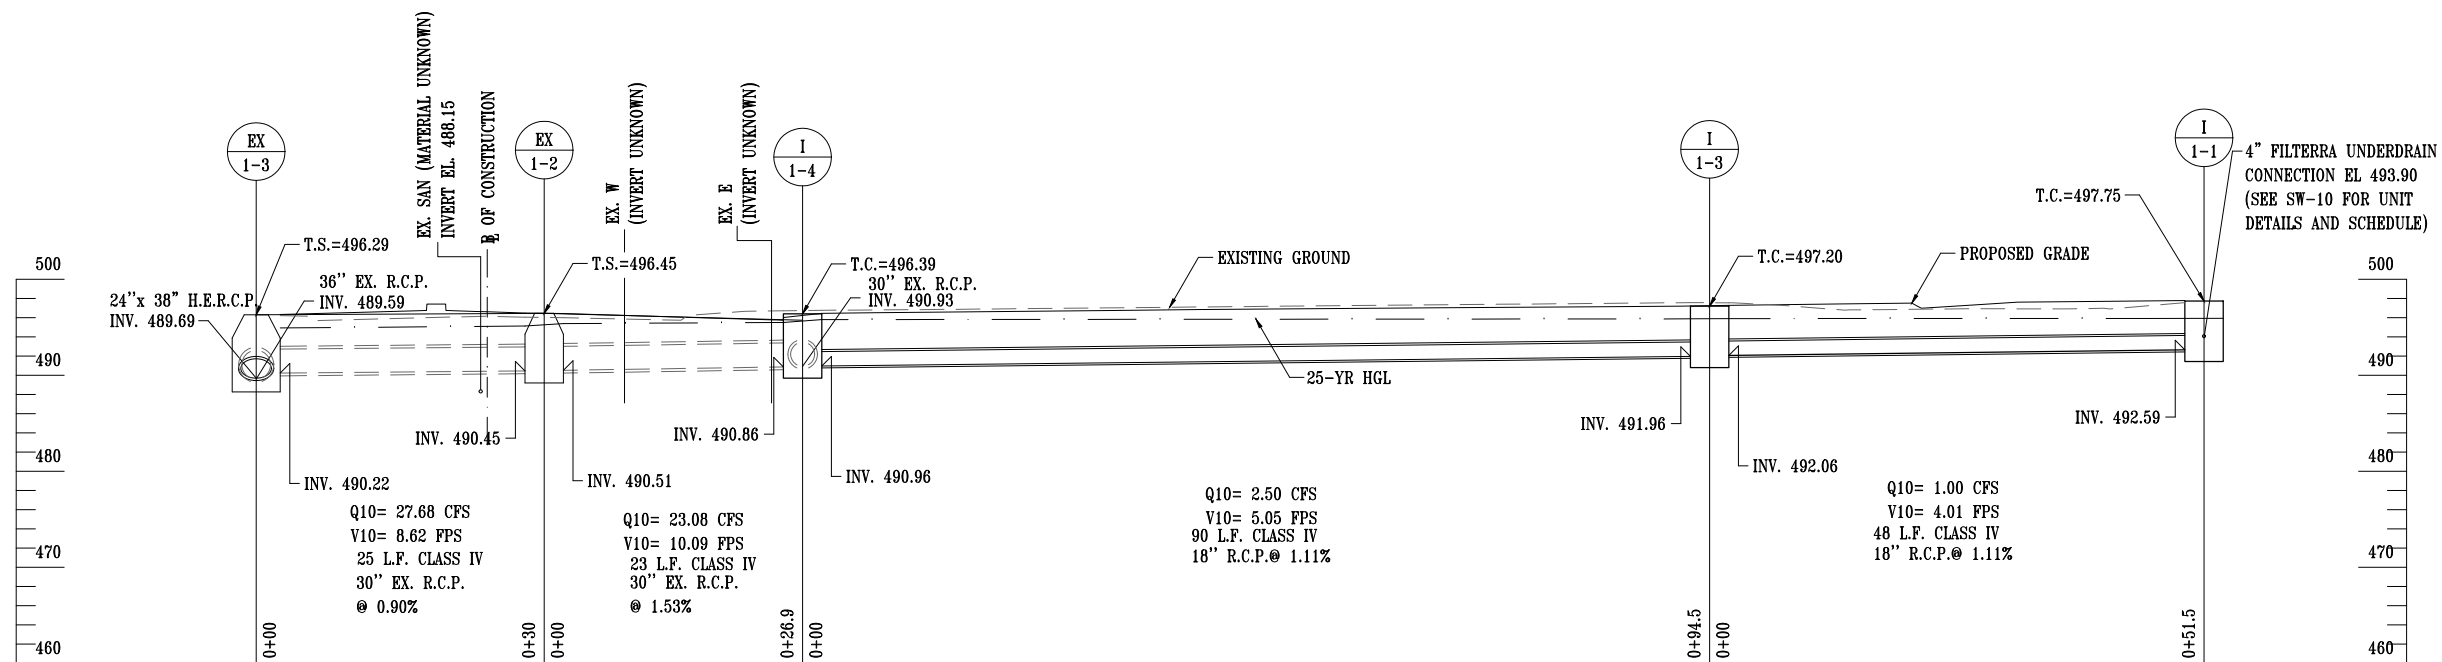 EX
1-3
EX. SAN (MATERIAL UNKNOWN)
INVERT EL. 488.15
OF CONSTRUCTION
EX
1-2
EX. W
(INVERT UNKNOWN)
EX. E
(INVERT UNKNOWN)
I
1-4
I
1-3
I
1-1
4" FILTERRA UNDERDRAIN
CONNECTION EL 493.90
(SEE SW-10 FOR UNIT
DETAILS AND SCHEDULE)
T.S.=496.29
T.S.=496.45
T.C.=496.39
T.C.=497.20
T.C.=497.75
EXISTING GROUND
PROPOSED GRADE
24''x 38" H.E.R.C.P.
INV. 489.69
36'' EX. R.C.P.
INV. 489.59
30'' EX. R.C.P.
INV. 490.93
25-YR HGL
500
490
480
470
460
500
490
480
470
460
INV. 490.22
INV. 490.45
INV. 490.51
INV. 490.86
INV. 490.96
INV. 491.96
INV. 492.06
INV. 492.59
Q10= 27.68 CFS
V10= 8.62 FPS
25 L.F. CLASS IV
30'' EX. R.C.P.
@ 0.90%
Q10= 23.08 CFS
V10= 10.09 FPS
23 L.F. CLASS IV
30'' EX. R.C.P.
@ 1.53%
Q10= 2.50 CFS
V10= 5.05 FPS
90 L.F. CLASS IV
18'' R.C.P.@ 1.11%
Q10= 1.00 CFS
V10= 4.01 FPS
48 L.F. CLASS IV
18'' R.C.P.@ 1.11%
0+00
0+30
0+00
0+26.9
0+00
0+94.5
0+00
0+51.5